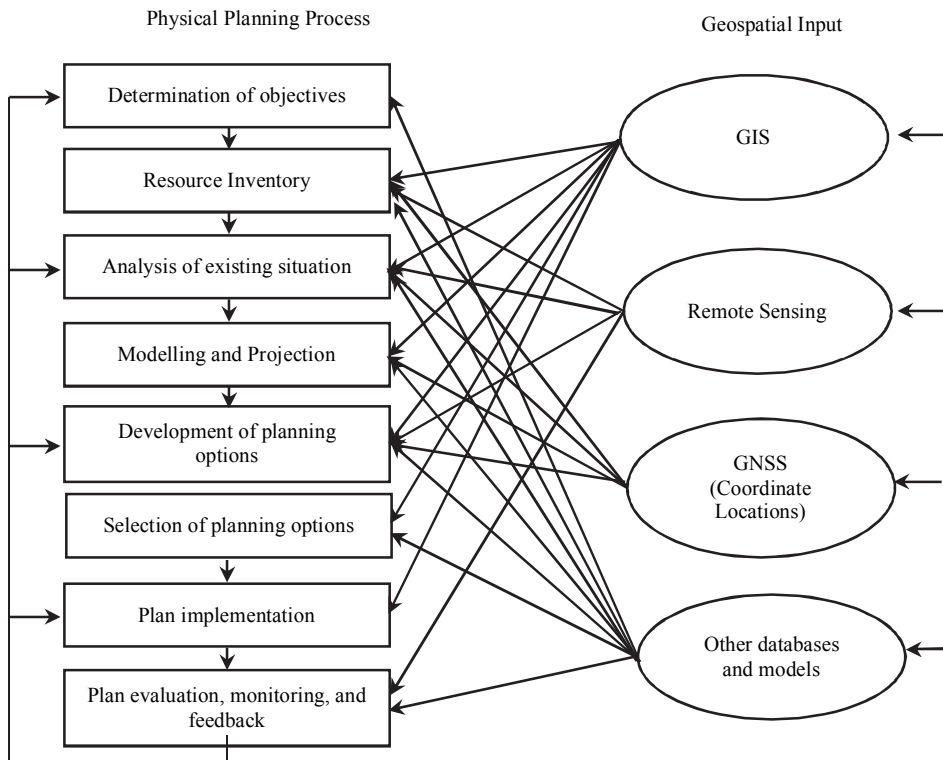 Physical Planning Process
Geospatial Input
Determination of objectives
Resource Inventory
Analysis of existing situation
Modelling and Projection
Development of planning
options
Selection of planning options
Plan implementation
Plan evaluation, monitoring, and
feedback
GIS
Remote Sensing
GNSS
(Coordinate
Locations)
Other databases
and models